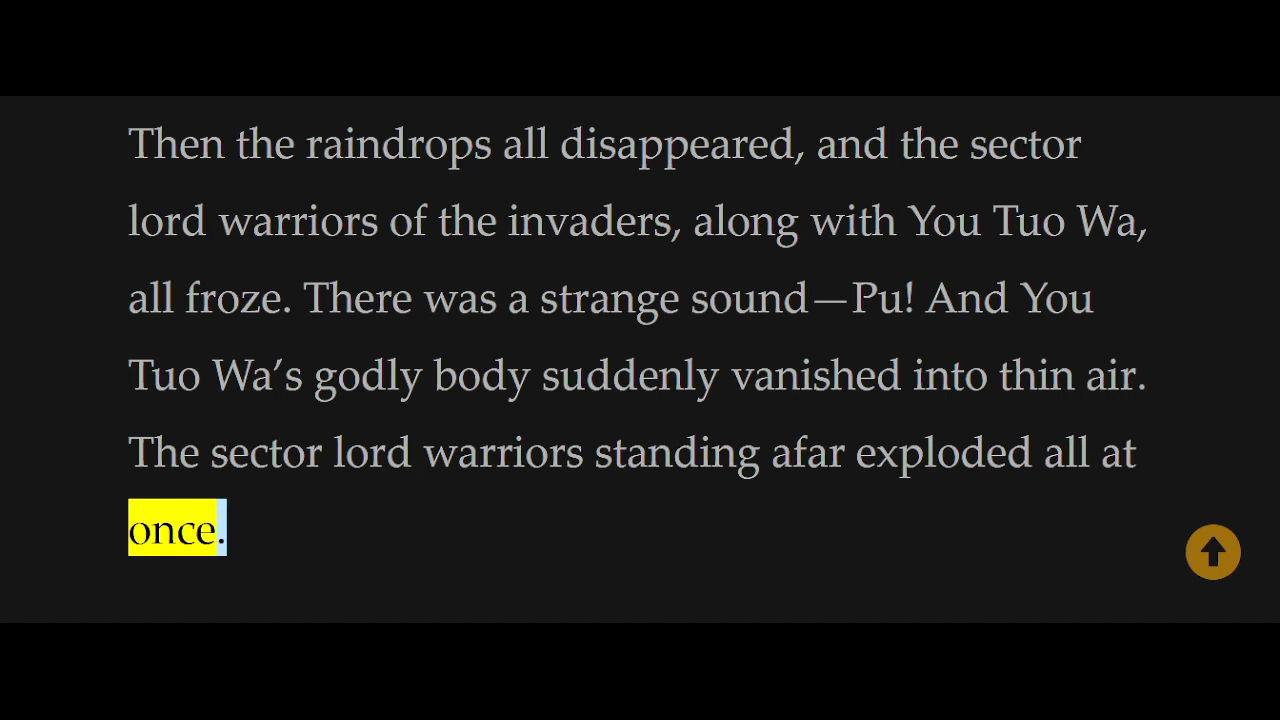 Then the raindrops all disappeared, and the sector
lord warriors of the invaders, along with You Tuo Wa,
all froze. There was a strange sound—Pu! And You
Tuo Wa’s godly body suddenly vanished into thin air.
The sector lord warriors standing afar exploded all at
once.